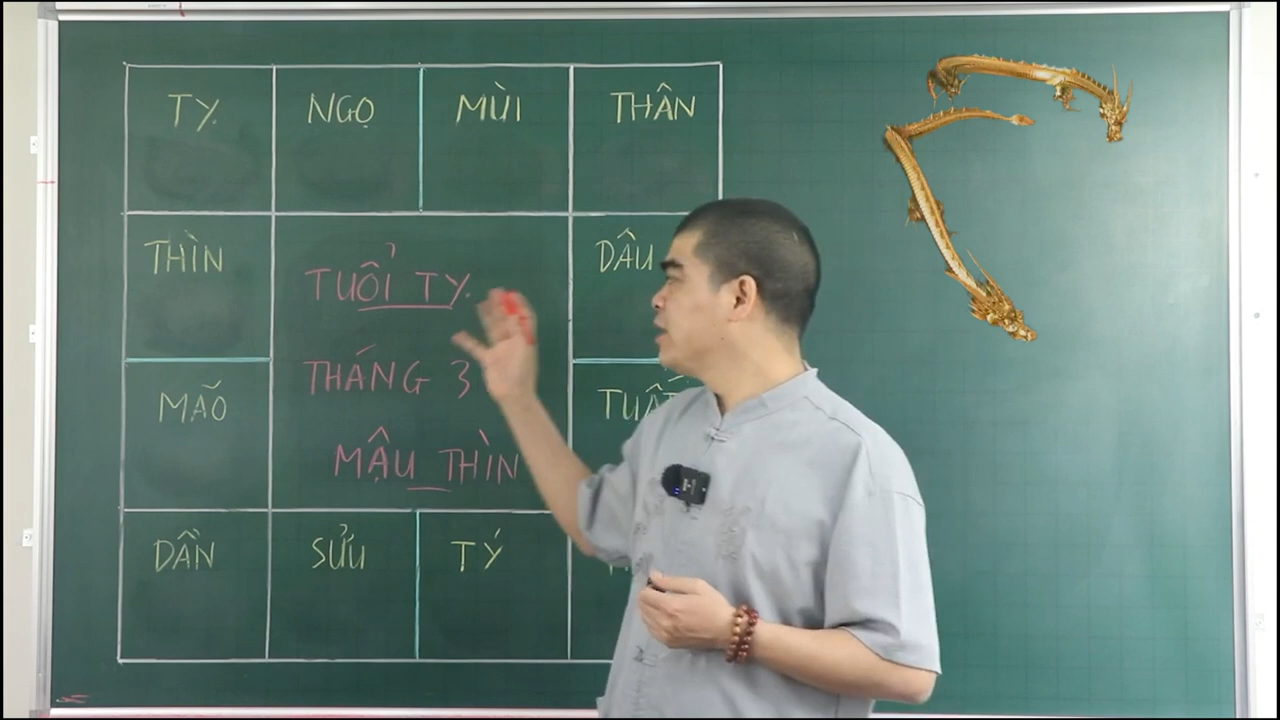 TỴ NGỌ MÙI THÂN
THÌN DẬU
TUỔI TỴ
THÁNG 3
MÃO
MẬU THÌN
DẦN SỬU TÝ